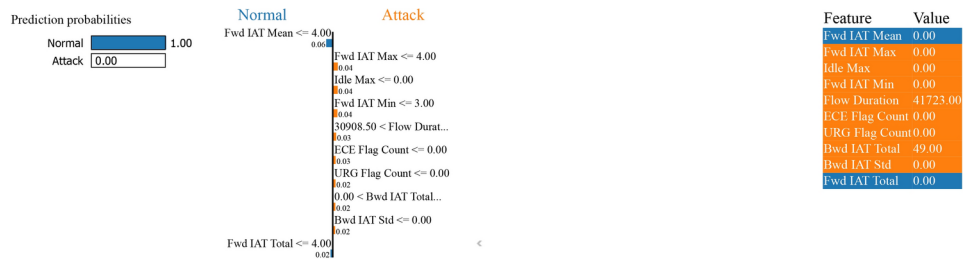 Prediction probabilities
Normal 1.00
Attack 0.00
Normal Attack
Fwd IAT Mean <= 4.00
0.06
Fwd IAT Max <= 4.00
0.04
Idle Max <= 0.00
0.04
Fwd IAT Min <= 3.00
0.04
30908.50 < Flow Durat...
0.03
ECE Flag Count <= 0.00
0.03
URG Flag Count <= 0.00
0.02
0.00 < Bwd IAT Total...
0.02
Bwd IAT Std <= 0.00
0.02
Fwd IAT Total <= 4.00
0.02
Feature Value
Fwd IAT Mean 0.00
Fwd IAT Max 0.00
Idle Max 0.00
Fwd IAT Min 0.00
Flow Duration 41723.00
ECE Flag Count 0.00
URG Flag Count 0.00
Bwd IAT Total 49.00
Bwd IAT Std 0.00
Fwd IAT Total 0.00